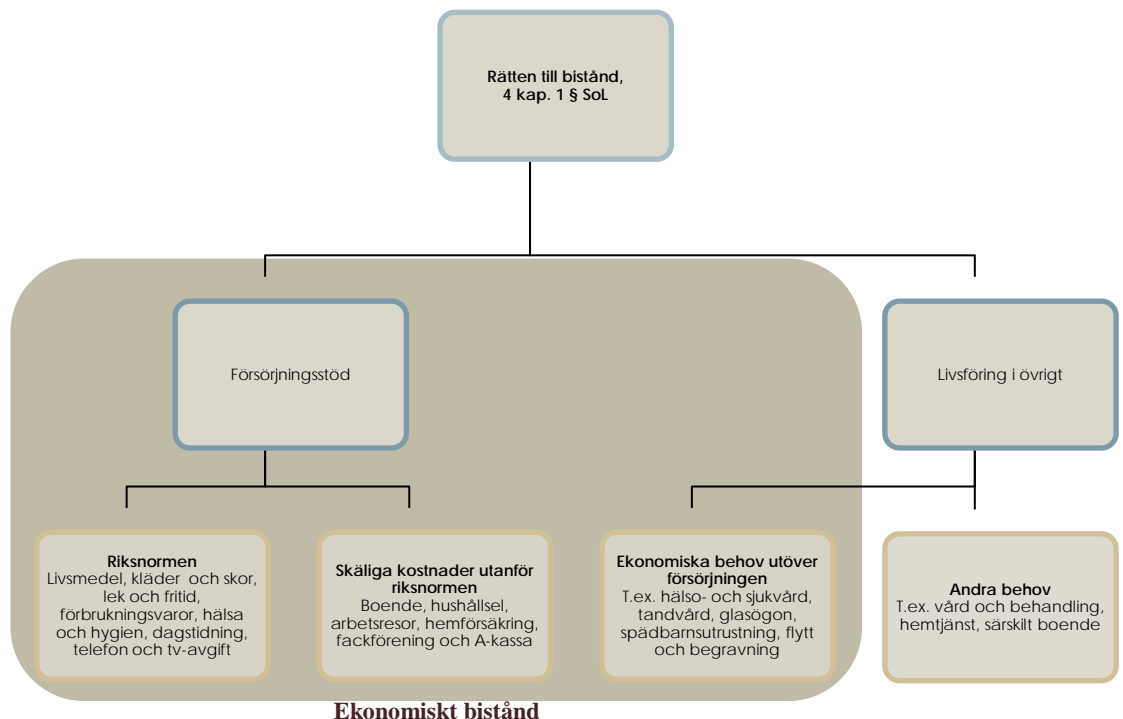 Rätten till bistånd,
4 kap. 1 § SoL
Försörjningsstöd
Livsföring i övrigt
Riksnormen
Livsmedel, kläder och skor,
lek och fritid,
förbrukningsvaror, hälsa
och hygien, dagstidning,
telefon och tv-avgift
Skäliga kostnader utanför
riksnormen
Boende, hushållsel,
arbetsresor, hemförsäkring,
fackförening och A-kassa
Ekonomiska behov utöver
försörjningen
T.ex. hälso- och sjukvård,
tandvård, glasögon,
spädbarnsutrustning, flytt
och begravning
Andra behov
T.ex. vård och behandling,
hemtjänst, särskilt boende
Ekonomiskt bistånd